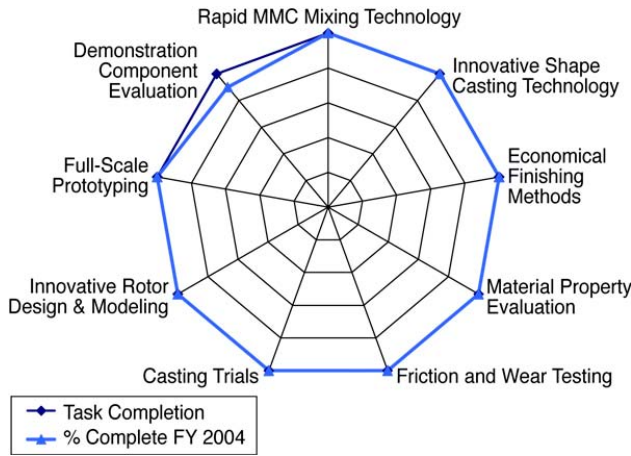 Rapid MMC Mixing Technology
Demonstration
Component
Evaluation
Innovative Shape
Casting Technology
Full-Scale
Prototyping
Economical
Finishing
Methods
Innovative Rotor
Design & Modeling
Material Property
Evaluation
Casting Trials
Friction and Wear Testing
Task Completion
% Complete FY 2004